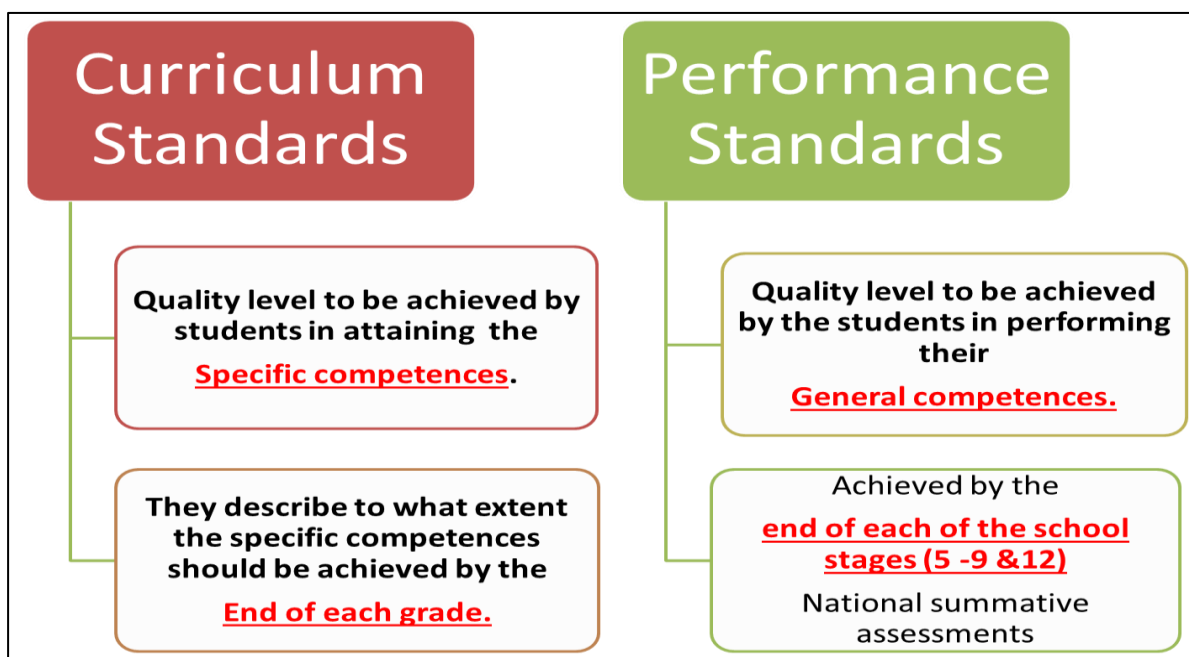 Curriculum
Standards
Quality level to be achieved by
students in attaining the
Specific competences.
They describe to what extent
the specific competences
should be achieved by the
End of each grade.
Performance
Standards
Quality level to be achieved
by the students in performing
their
General competences.
Achieved by the
end of each of the school
stages (5 -9 &12)
National summative
assessments